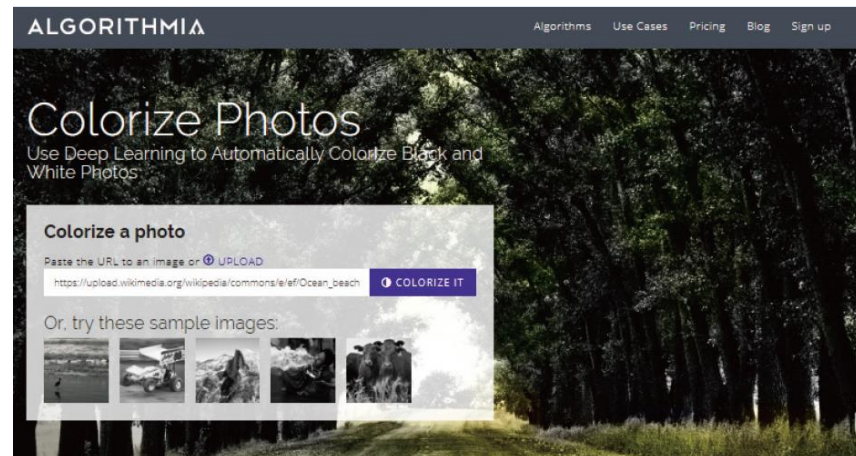 ALGORITHMIA
Algorithms Use Cases Pricing Blog Sign up
Colorize Photos
Use Deep Learning to Automatically Colorize Black and
White Photos
Colorize a photo
Paste the URL to an image or UPLOAD
https://upload.wikimedia.org/wikipedia/commons/e/ef/Ocean_beach
COLORIZE IT
Or, try these sample images: